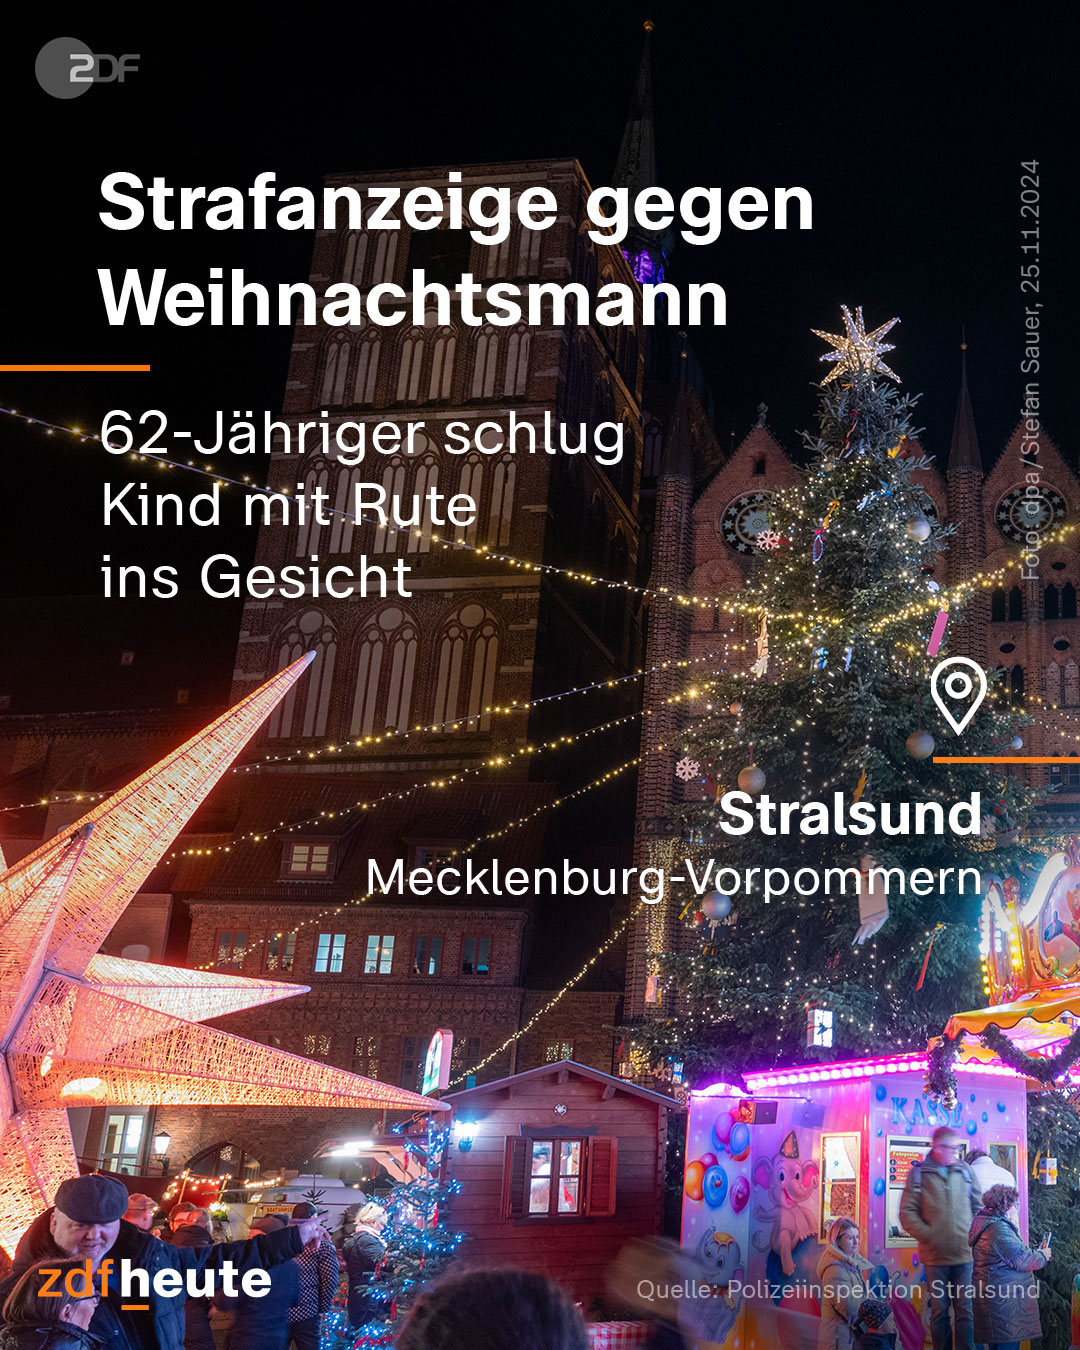 ZDF
Strafanzeige gegen
Weihnachtsmann
62-Jähriger schlug
Kind mit Rute
ins Gesicht
Foto: dpa/Stefan Sauer, 25.11.2024
Stralsund
Mecklenburg-Vorpommern
KASSE
zdfheute
Quelle: Polizeiinspektion Stralsund